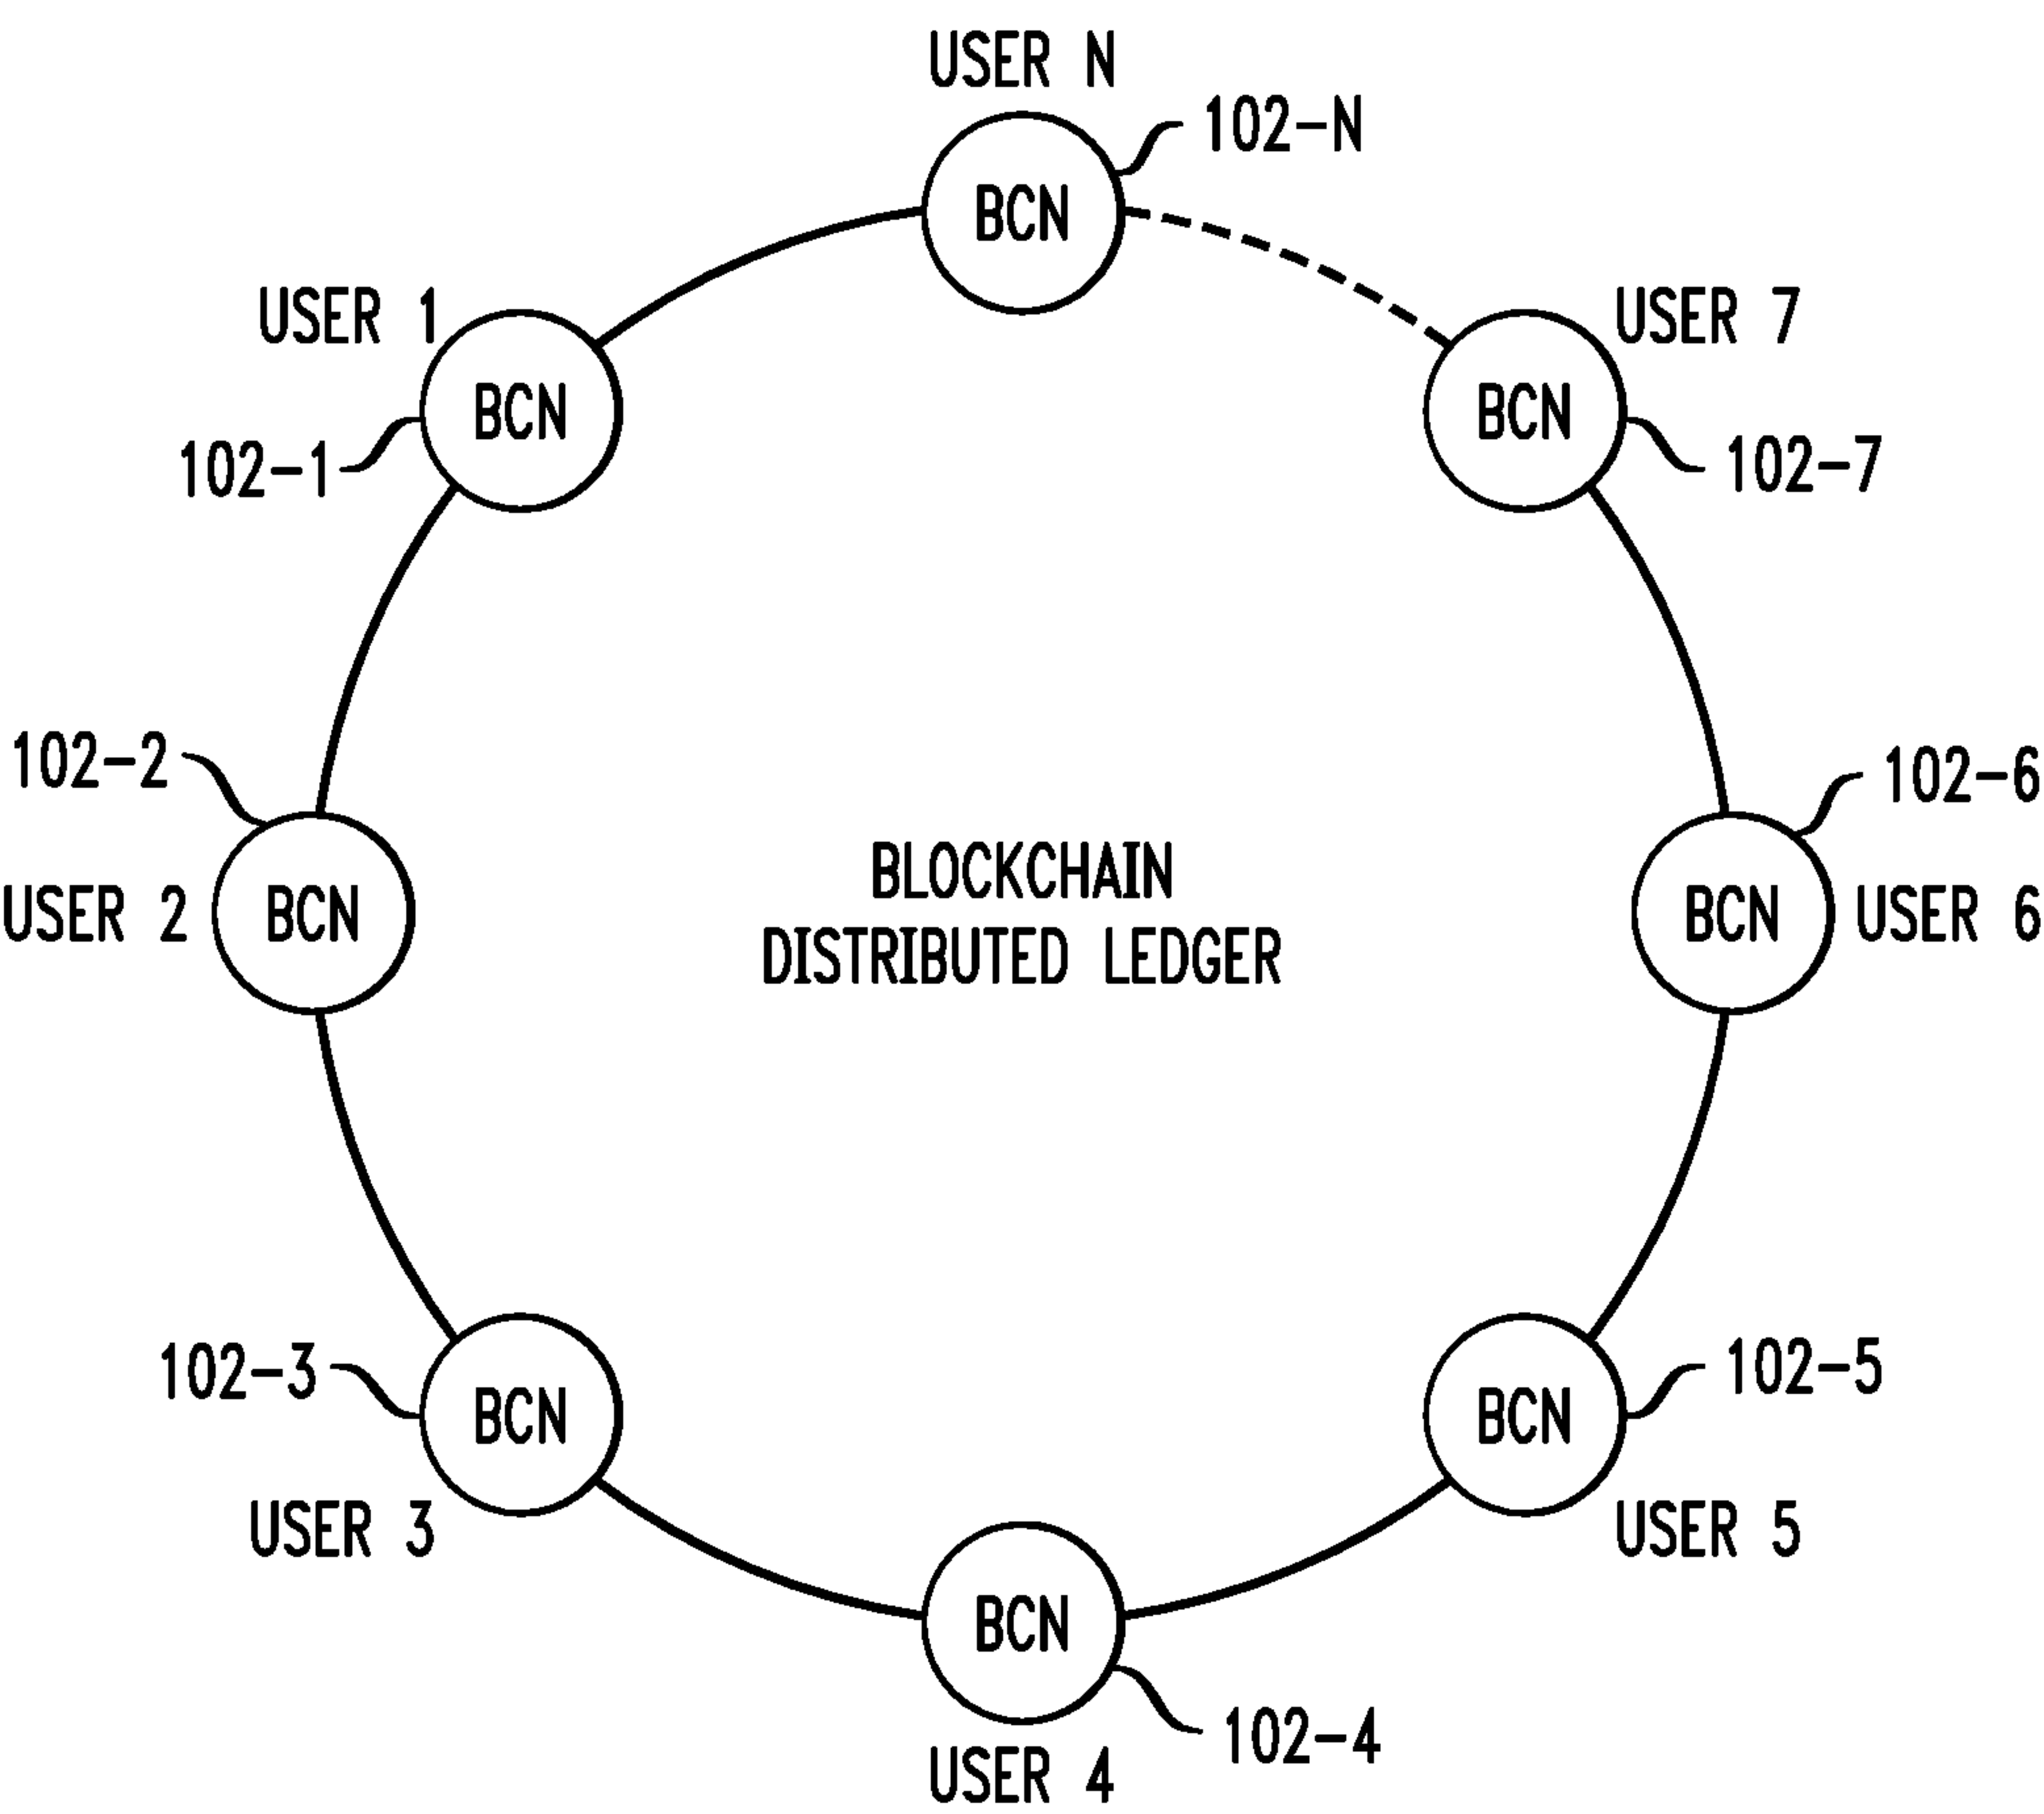 USER N
102-N
BCN
USER 1
BCN
102-1
USER 7
BCN
102-7
102-2
USER 2
BCN
BLOCKCHAIN
DISTRIBUTED LEDGER
102-6
BCN
USER 6
102-3
BCN
USER 3
102-5
BCN
USER 5
BCN
102-4
USER 4